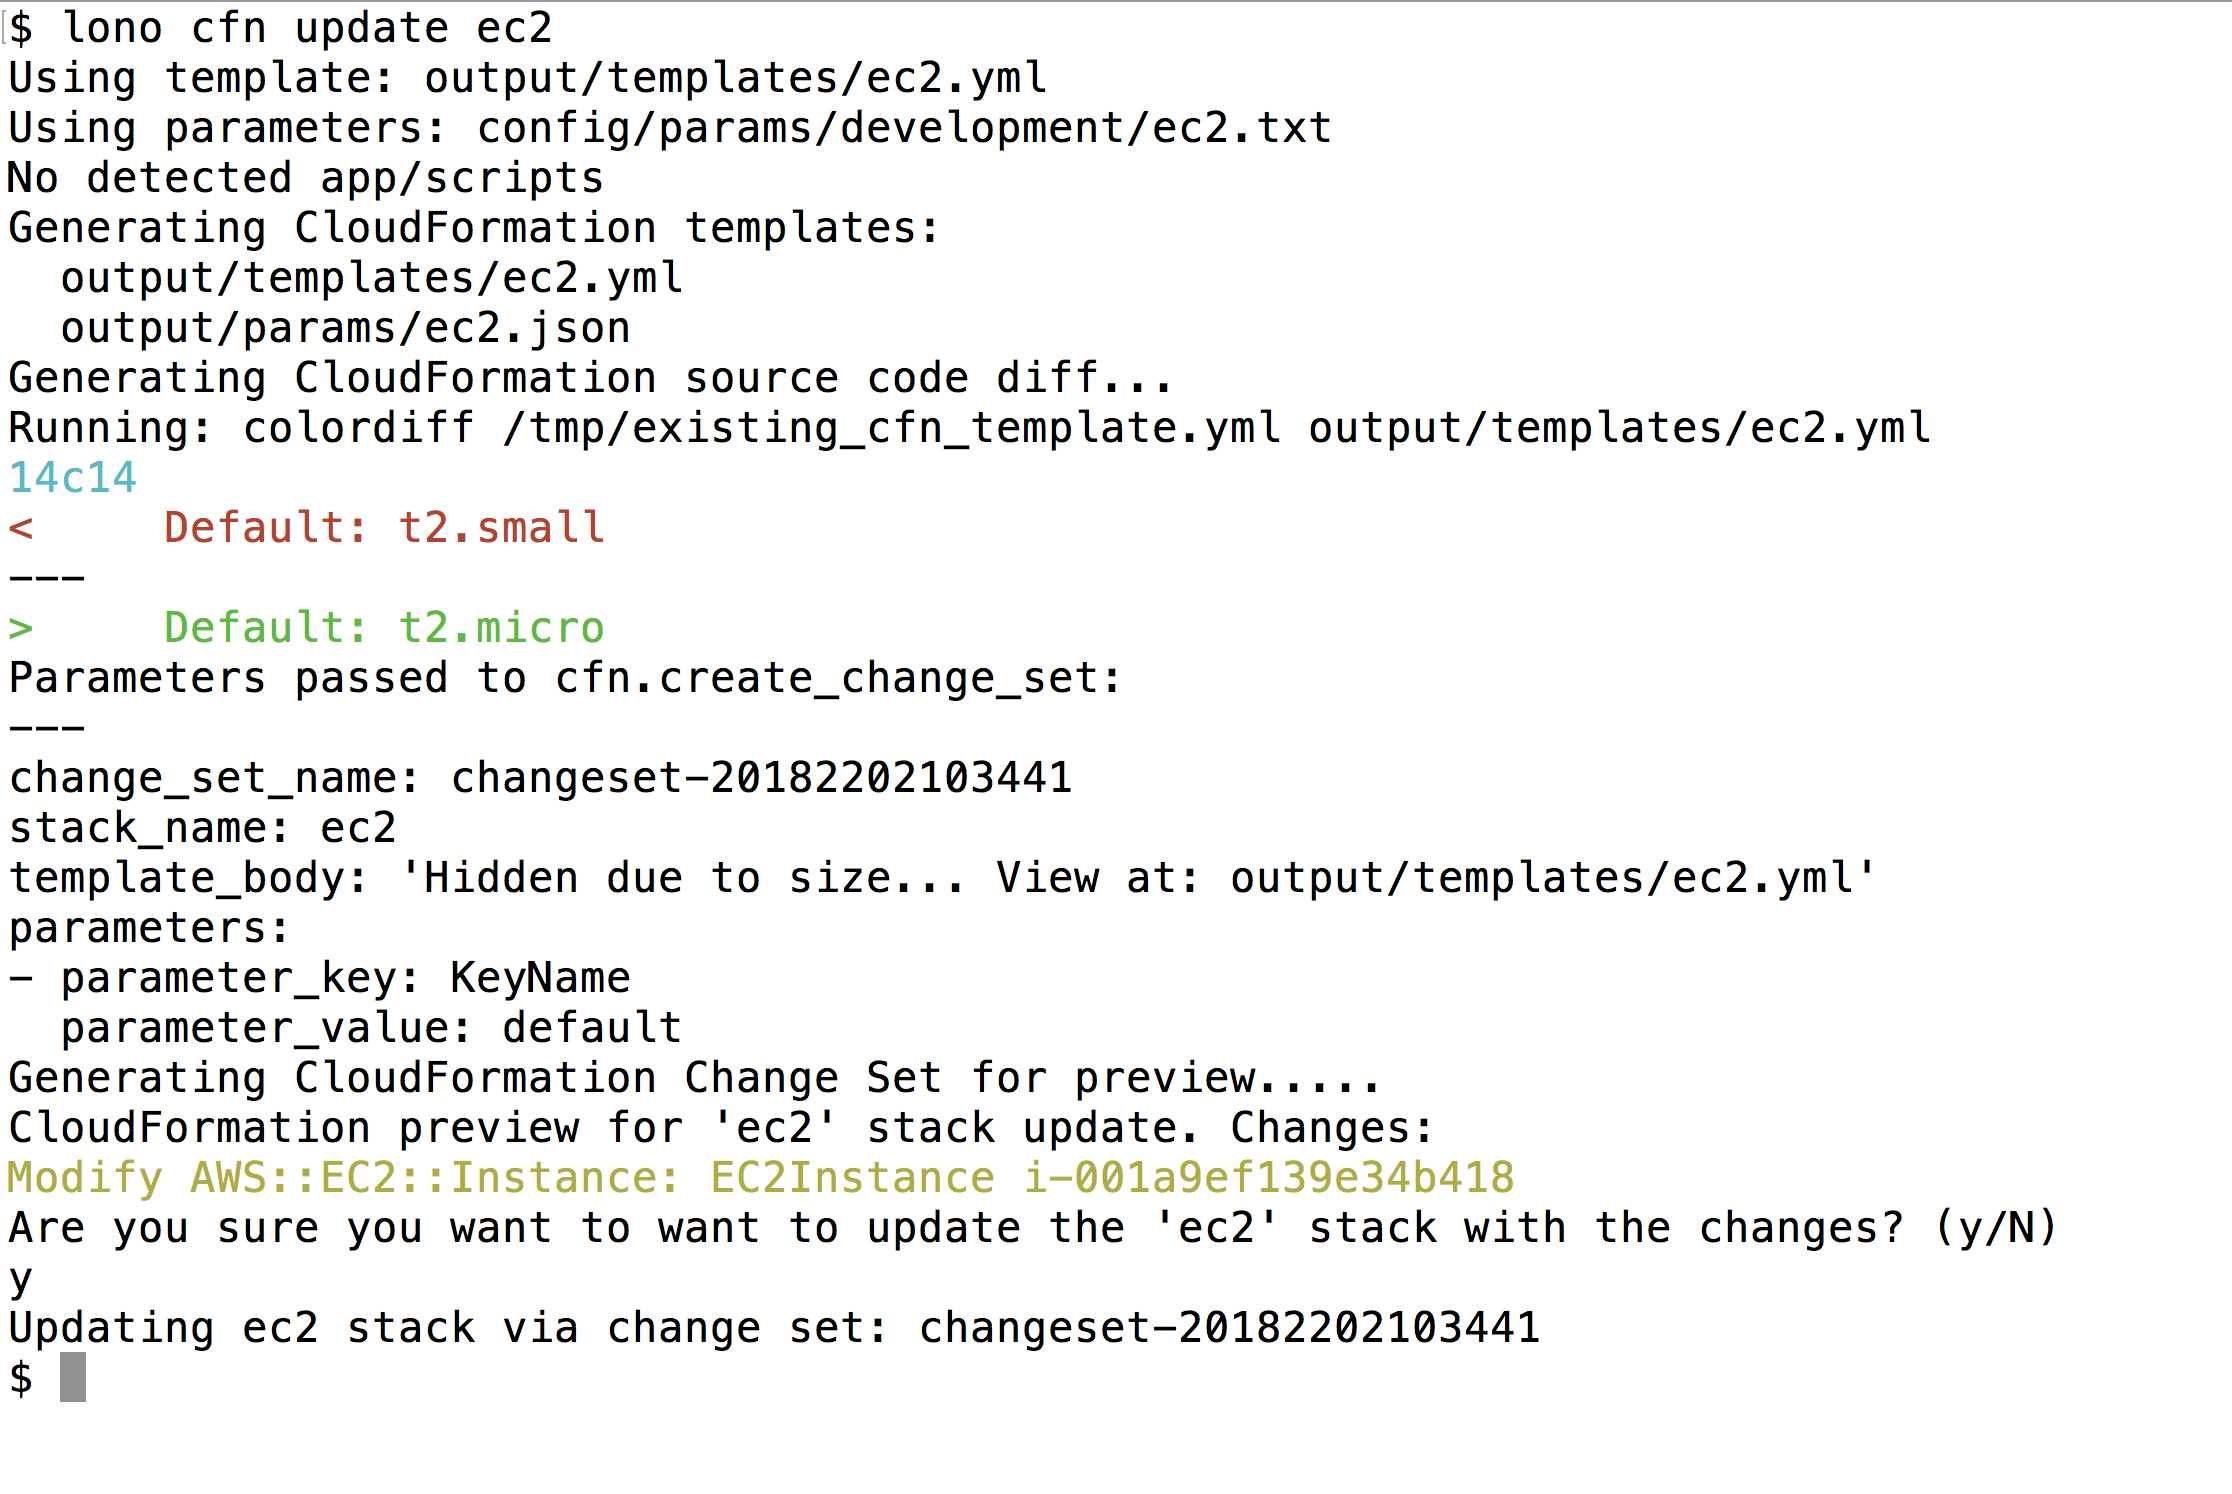 $ lono cfn update ec2
Using template: output/templates/ec2.yml
Using parameters: config/params/development/ec2.txt
No detected app/scripts
Generating CloudFormation templates:
  output/templates/ec2.yml
  output/params/ec2.json
Generating CloudFormation source code diff...
Running: colordiff /tmp/existing_cfn_template.yml output/templates/ec2.yml
14c14
<     Default: t2.small
---
>     Default: t2.micro
Parameters passed to cfn.create_change_set:
---
change_set_name: changeset-20182202103441
stack_name: ec2
template_body: 'Hidden due to size... View at: output/templates/ec2.yml'
parameters:
- parameter_key: KeyName
  parameter_value: default
Generating CloudFormation Change Set for preview.....
CloudFormation preview for 'ec2' stack update. Changes:
Modify AWS::EC2::Instance: EC2Instance i-001a9ef139e34b418
Are you sure you want to want to update the 'ec2' stack with the changes? (y/N)
y
Updating ec2 stack via change set: changeset-20182202103441
$